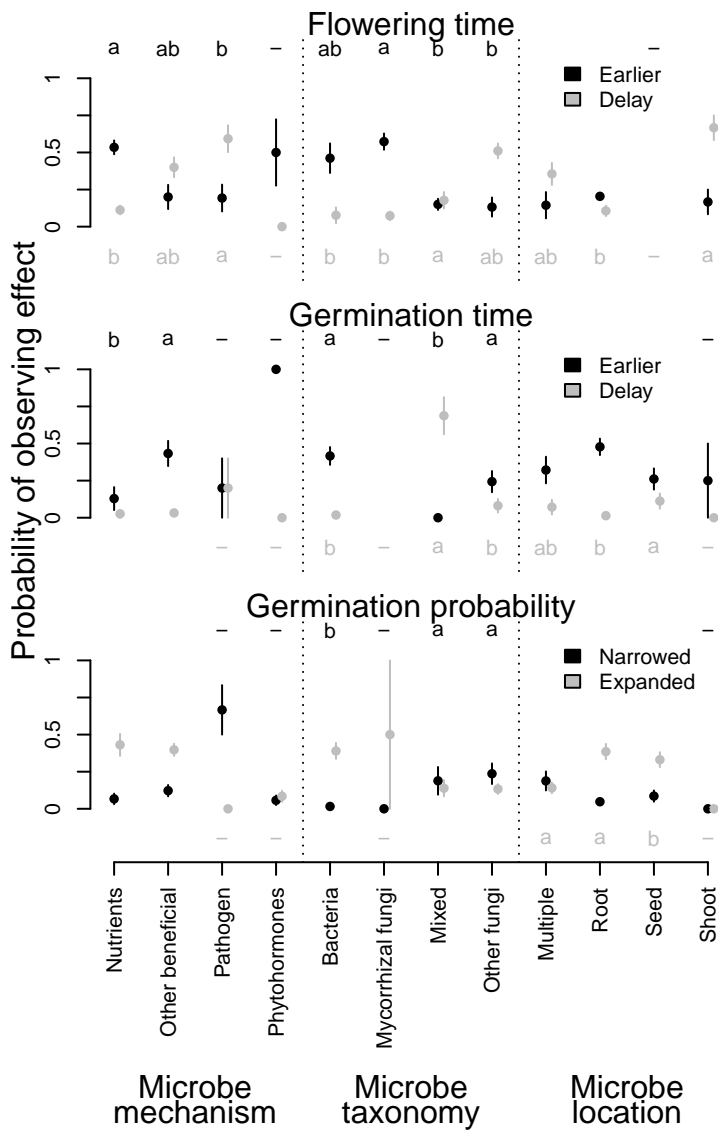 Probability of observing effect
Flowering time
a ab b – ab a b b –
Earlier
Delay
1
0.5
0
b ab a – b b a ab ab b – a
Germination time
b a – – a b a –
Earlier
Delay
1
0.5
0
– – b – a b ab b a –
Germination probability
– – b – a a –
Narrowed
Expanded
1
0.5
0
– – – a a b –
Nutrients
Other beneficial
Pathogen
Phytohormones
Bacteria
Mycorrhizal fungi
Mixed
Other fungi
Multiple
Root
Seed
Shoot
Microbe
mechanism
Microbe
taxonomy
Microbe
location